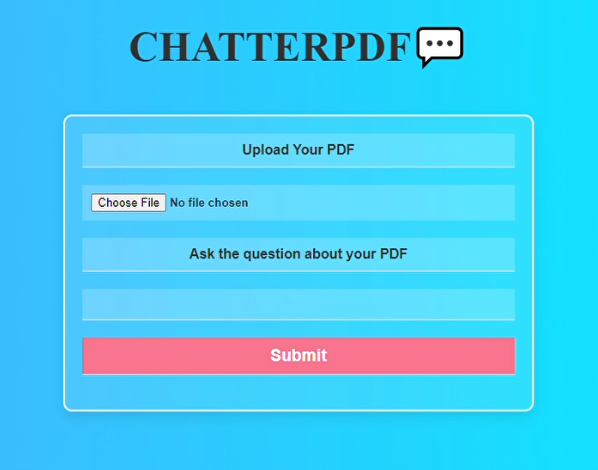 CHATTERPDF
Upload Your PDF
Choose File No file chosen
Ask the question about your PDF
Submit